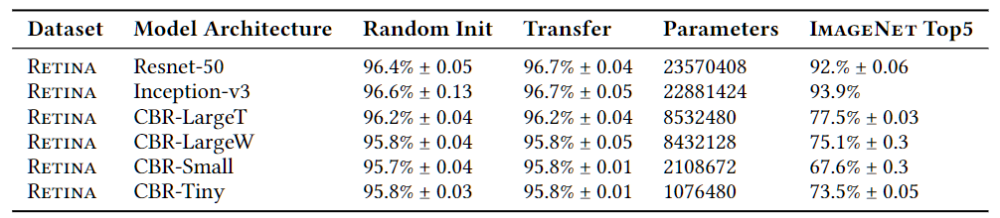 Dataset Model Architecture Random Init Transfer Parameters IMAGENET Top5
RETINA Resnet-50 96.4% ± 0.05 96.7% ± 0.04 23570408 92.% ± 0.06
RETINA Inception-v3 96.6% ± 0.13 96.7% ± 0.05 22881424 93.9%
RETINA CBR-LargeT 96.2% ± 0.04 96.2% ± 0.04 8532480 77.5% ± 0.03
RETINA CBR-LargeW 95.8% ± 0.04 95.8% ± 0.05 8432128 75.1% ± 0.3
RETINA CBR-Small 95.7% ± 0.04 95.8% ± 0.01 2108672 67.6% ± 0.3
RETINA CBR-Tiny 95.8% ± 0.03 95.8% ± 0.01 1076480 73.5% ± 0.05